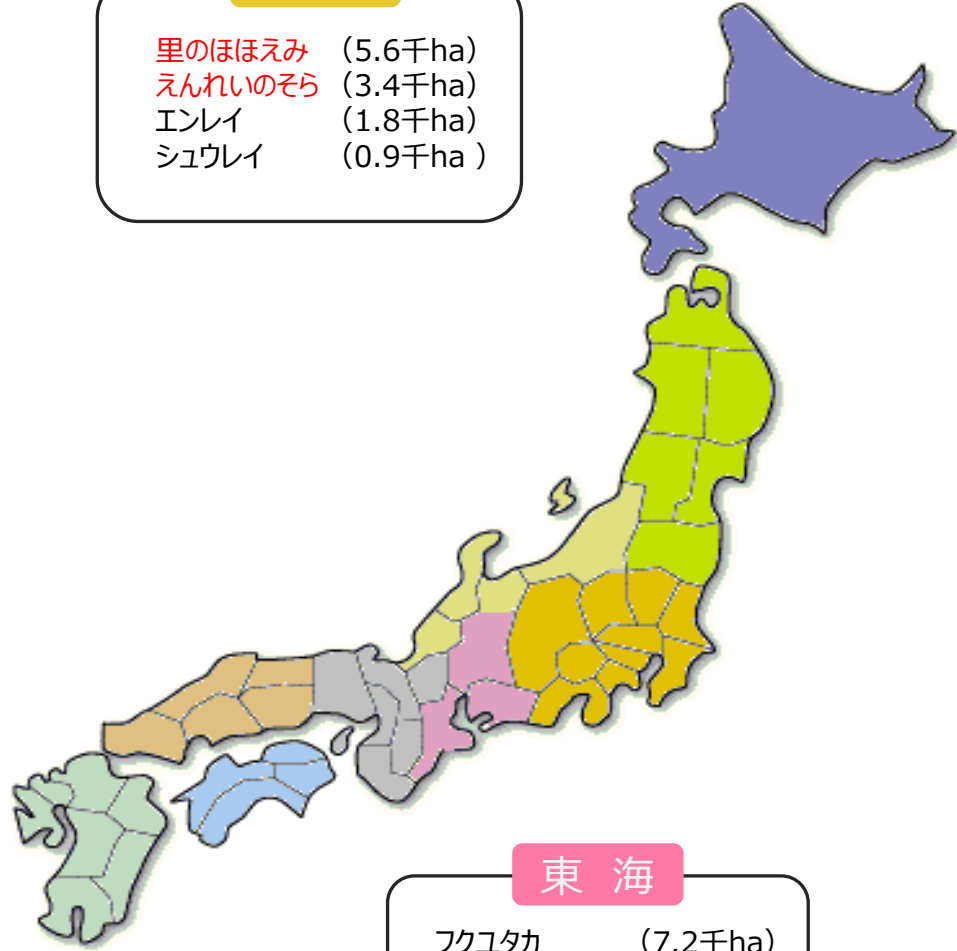 里のほほえみ （5.6千ha）
えんれいのそら （3.4千ha）
エンレイ （1.8千ha）
シュウレイ （0.9千ha ）
東 海
フクユタカ （7.2千ha）